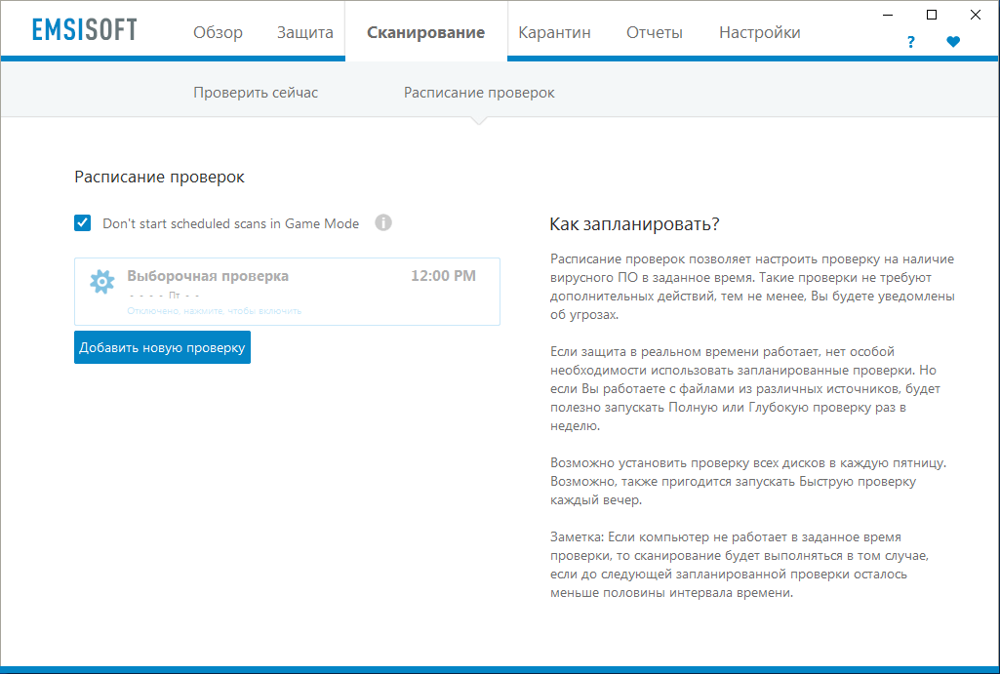 EMSISOFT
Обзор
Защита
Сканирование
Карантин
Отчеты
Настройки
?
Проверить сейчас
Расписание проверок
Расписание проверок
Don't start scheduled scans in Game Mode
i
Выборочная проверка 12:00 PM
- - - - Пт - -
Отключено, нажмите, чтобы включить
Добавить новую проверку
Как запланировать?
Расписание проверок позволяет настроить проверку на наличие
вирусного ПО в заданное время. Такие проверки не требуют
дополнительных действий, тем не менее, Вы будете уведомлены
об угрозах.
Если защита в реальном времени работает, нет особой
необходимости использовать запланированные проверки. Но
если Вы работаете с файлами из различных источников, будет
полезно запускать Полную или Глубокую проверку раз в
неделю.
Возможно установить проверку всех дисков в каждую пятницу.
Возможно, также пригодится запускать Быструю проверку
каждый вечер.
Заметка: Если компьютер не работает в заданное время
проверки, то сканирование будет выполняться в том случае,
если до следующей запланированной проверки осталось
меньше половины интервала времени.